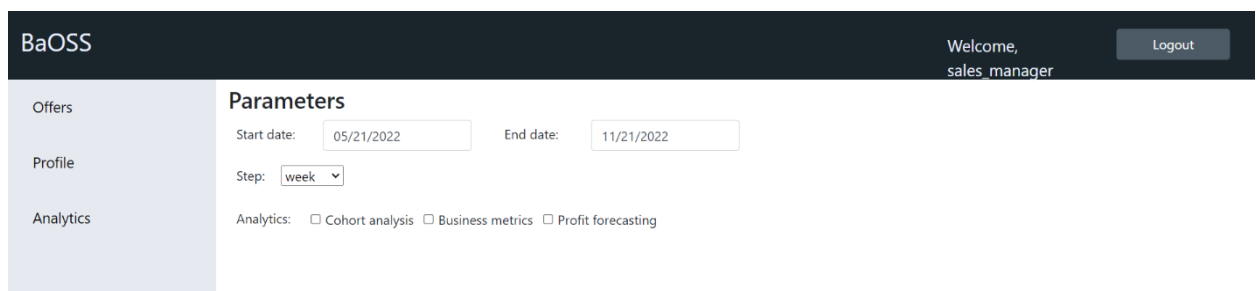 BaOSS
Welcome,
sales_manager
Logout
Offers
Profile
Analytics
Parameters
Start date: 05/21/2022 End date: 11/21/2022
Step: week
Analytics: Cohort analysis Business metrics Profit forecasting